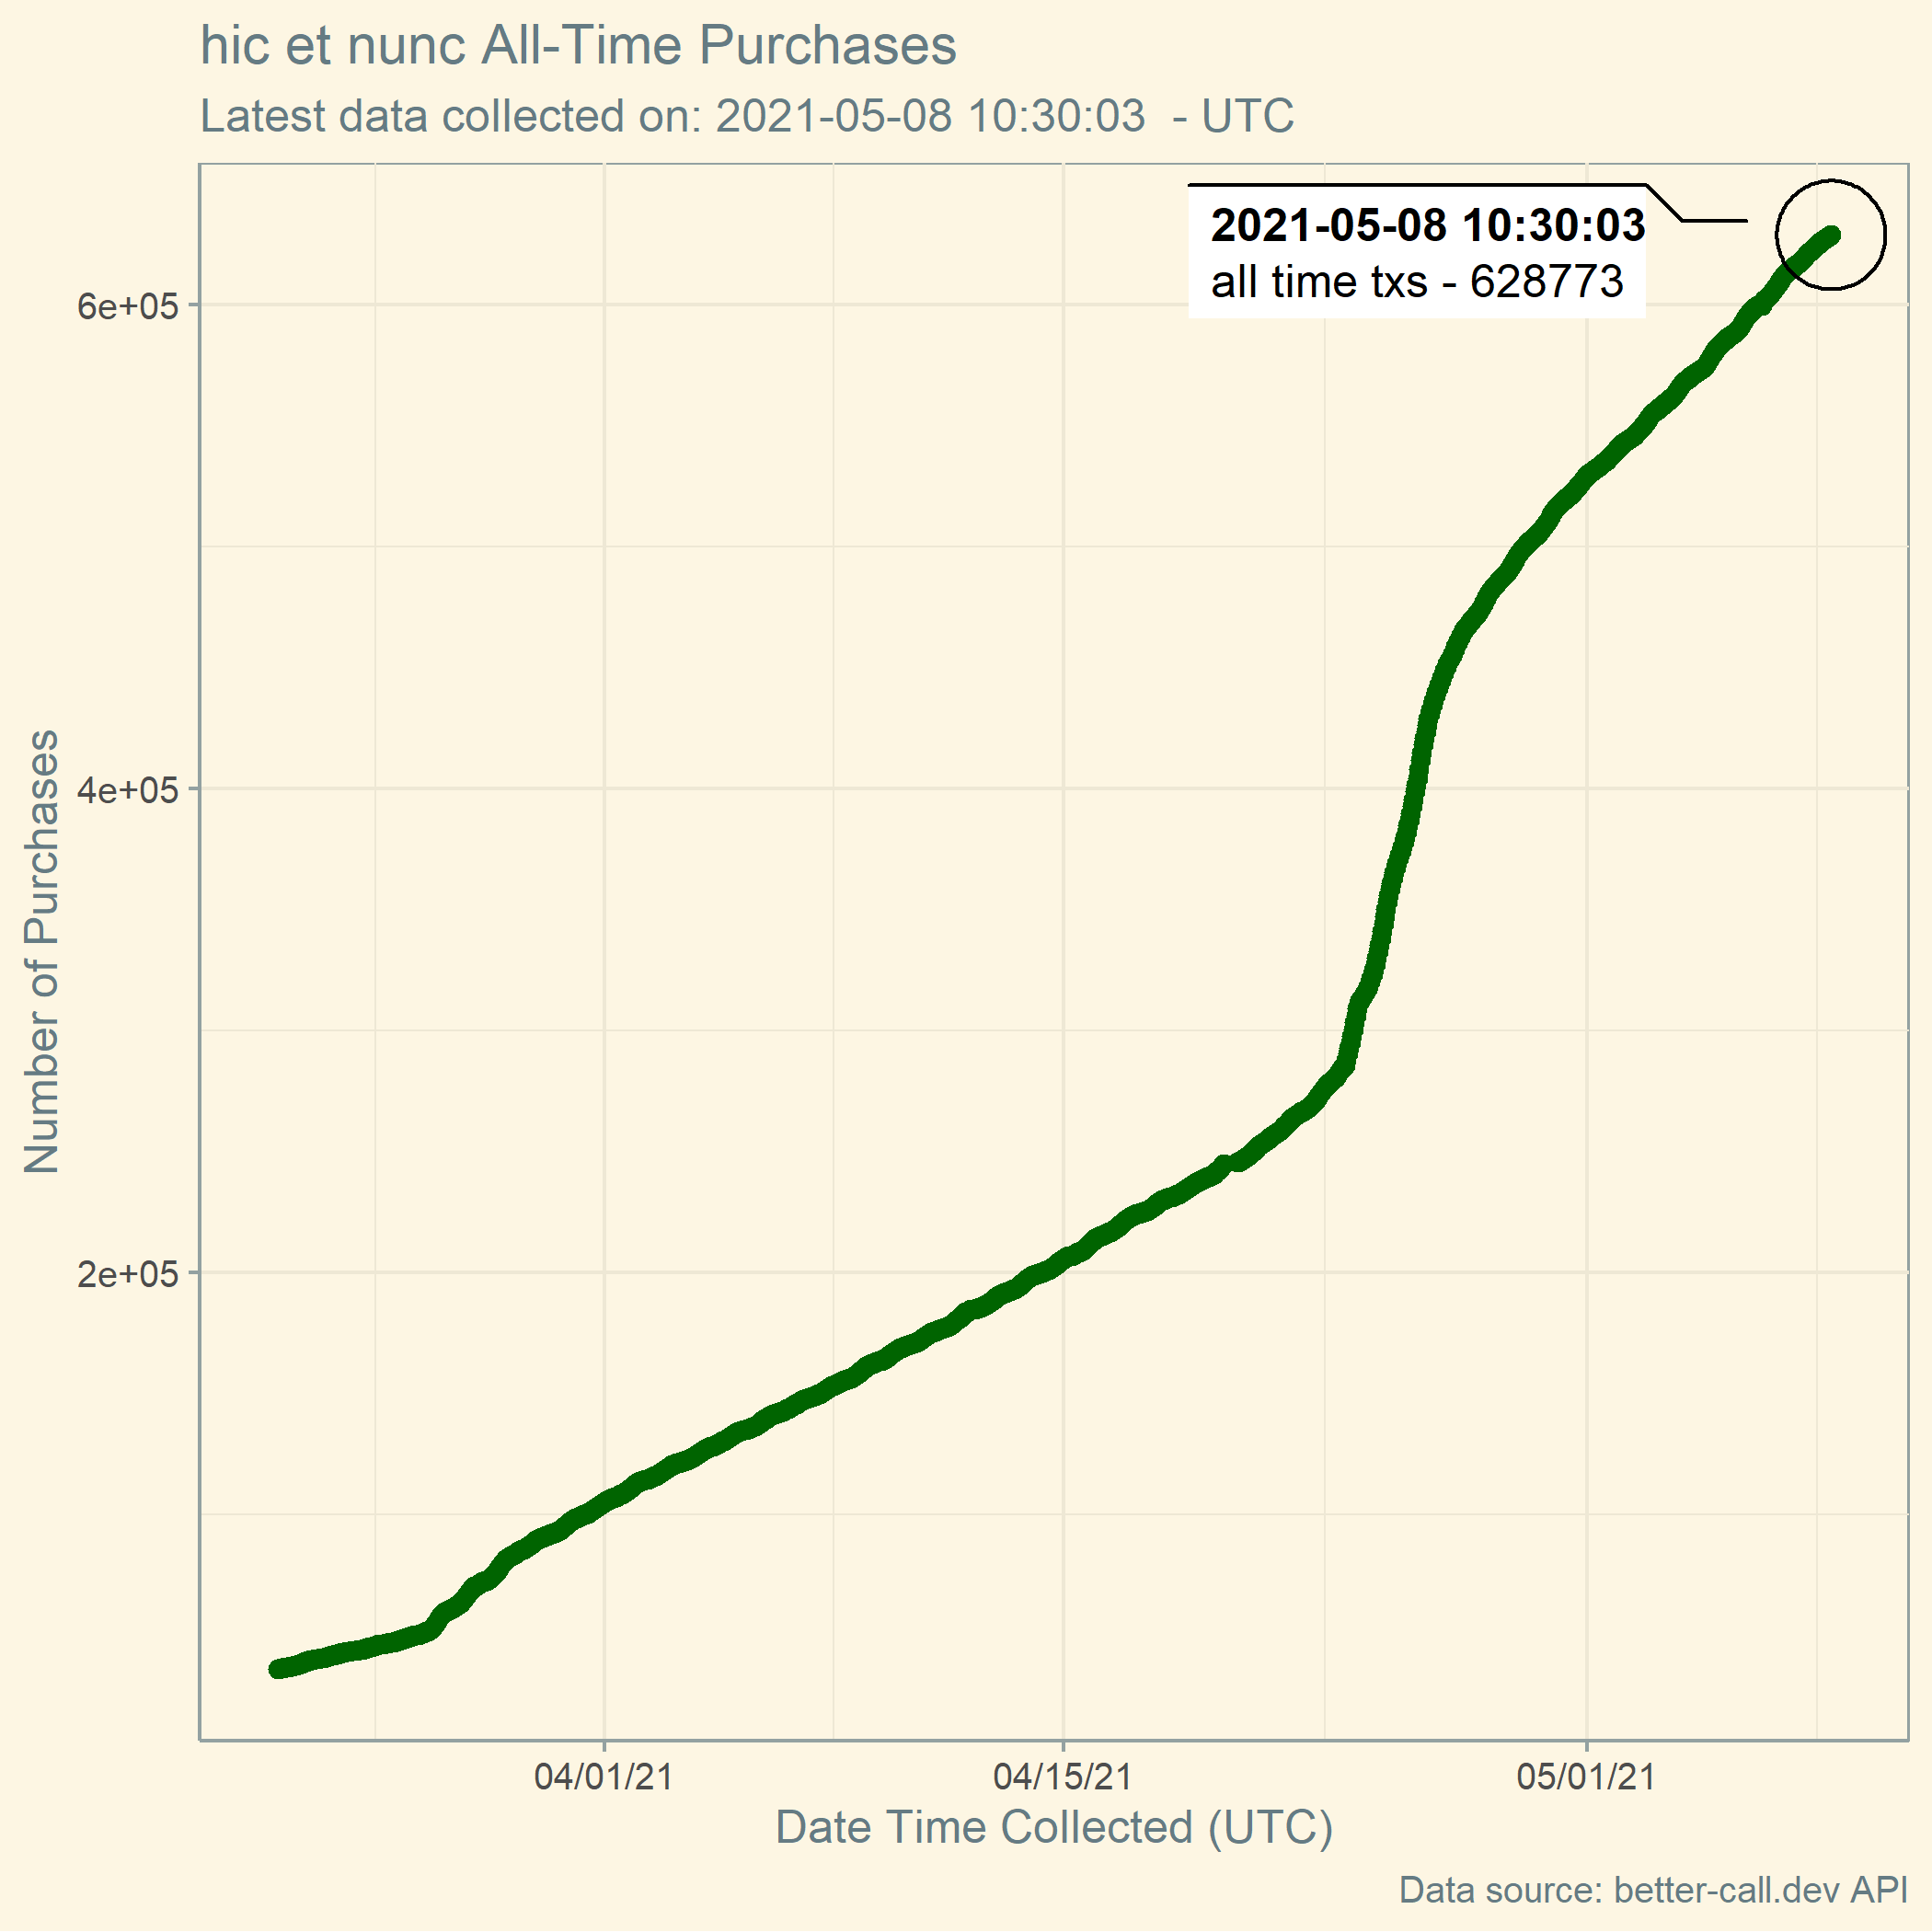 hic et nunc All-Time Purchases
Latest data collected on: 2021-05-08 10:30:03  - UTC
2021-05-08 10:30:03
all time txs - 628773
6e+05
4e+05
2e+05
Number of Purchases
04/01/21
04/15/21
05/01/21
Date Time Collected (UTC)
Data source: better-call.dev API